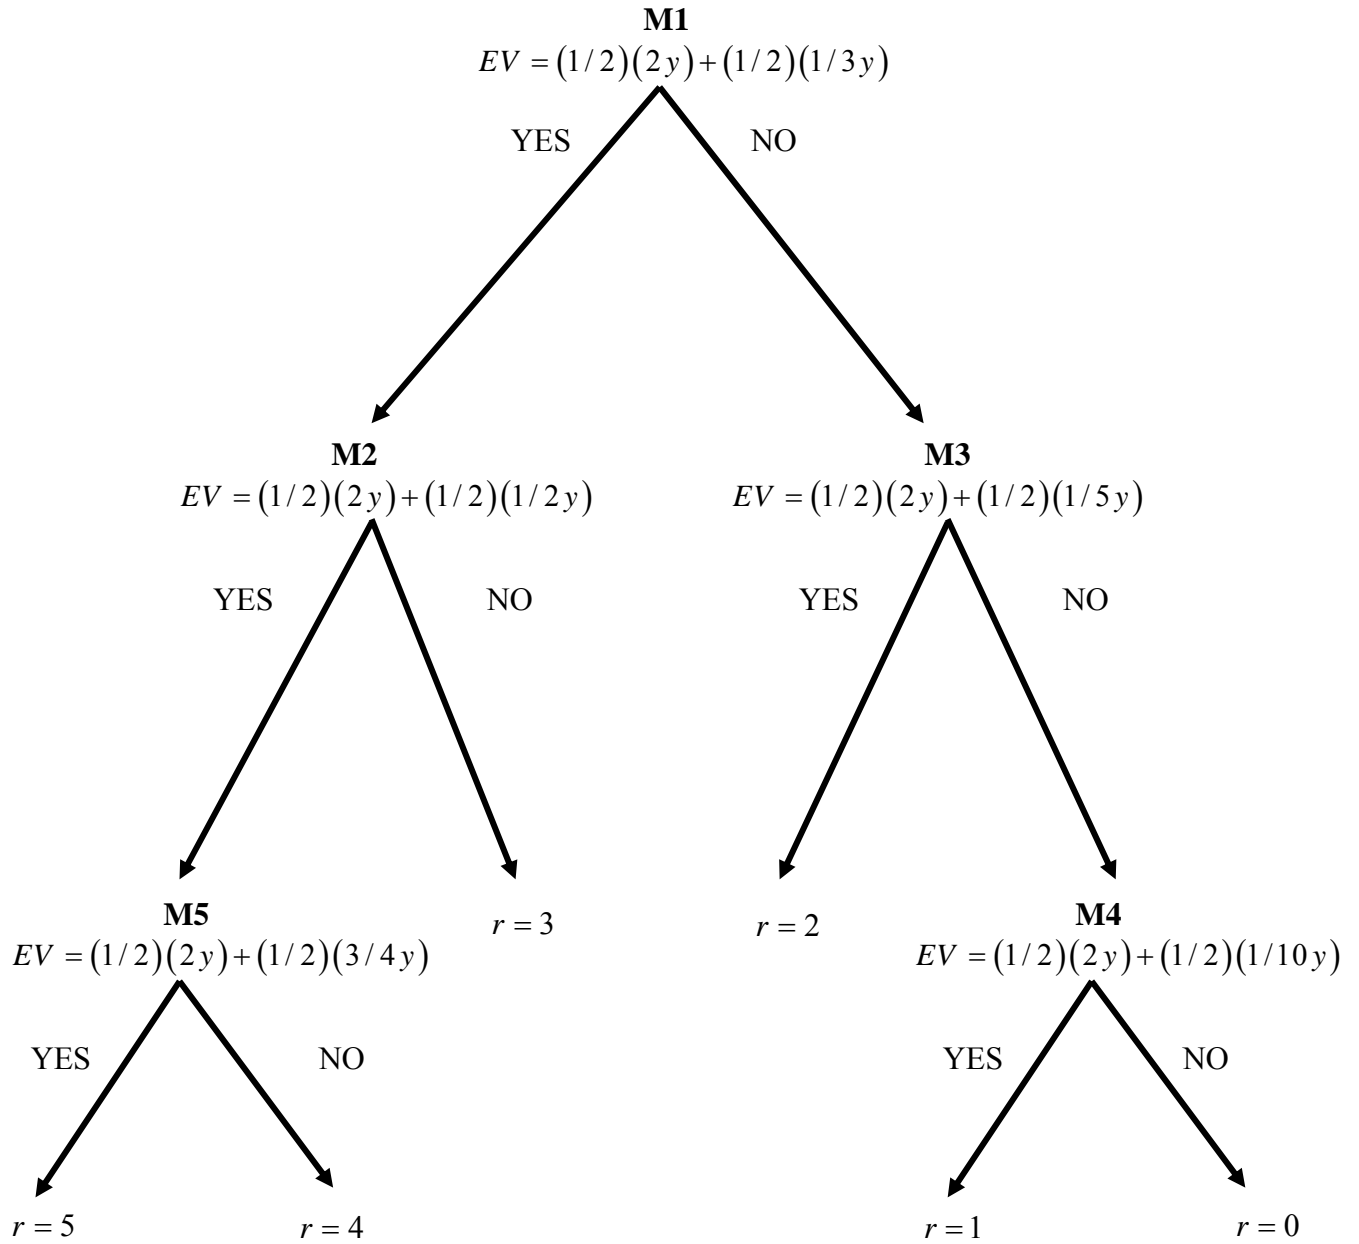 M1
EV = (1/2)(2y)+(1/2)(1/3y)
YES NO
M2 M3
EV = (1/2)(2y)+(1/2)(1/2y) EV = (1/2)(2y)+(1/2)(1/5y)
YES NO YES NO
M5 r = 3 r = 2 M4
EV = (1/2)(2y)+(1/2)(3/4y) EV = (1/2)(2y)+(1/2)(1/10y)
YES NO YES NO
r = 5 r = 4 r = 1 r = 0